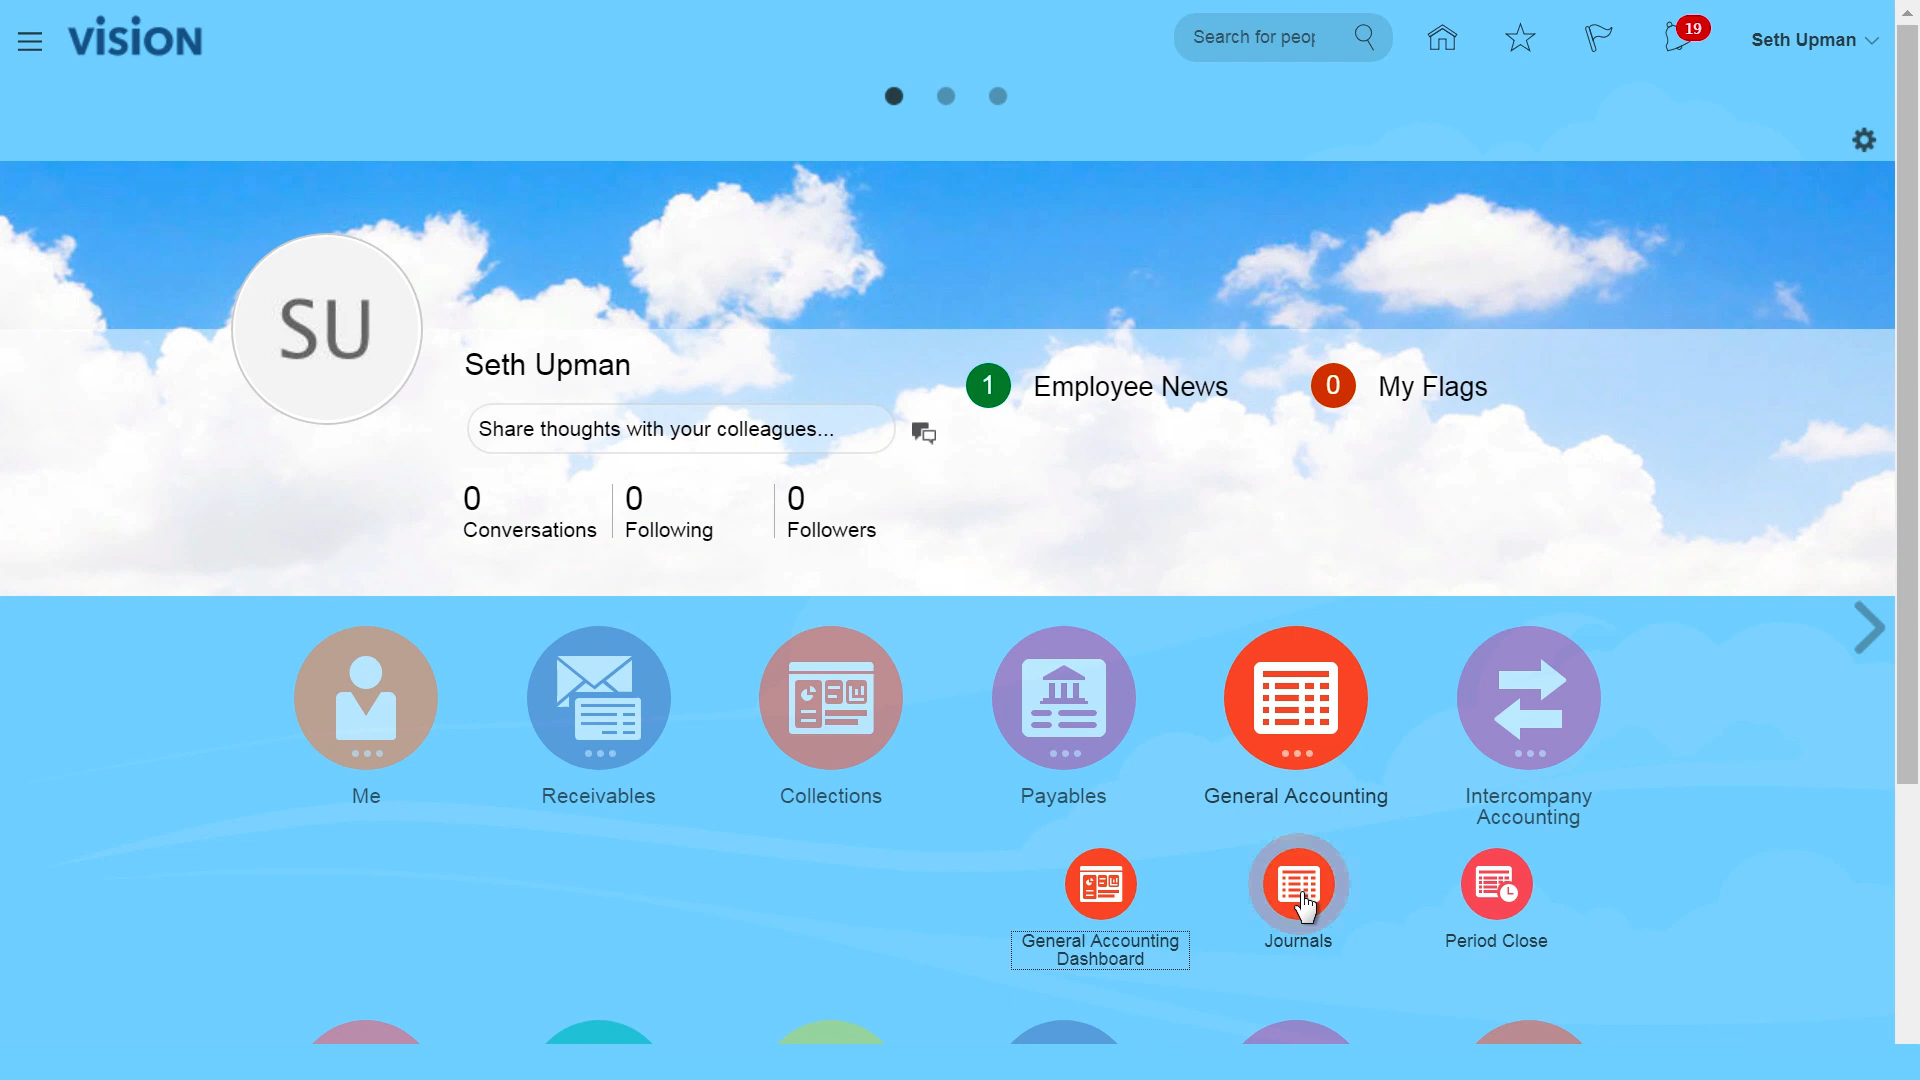 vision
Search for peop
19
Seth Upman
SU
Seth Upman
1 Employee News
0 My Flags
Share thoughts with your colleagues...
0 0 0
Conversations Following Followers
Me Receivables Collections Payables General Accounting Intercompany
Accounting
General Accounting Journals Period Close
Dashboard